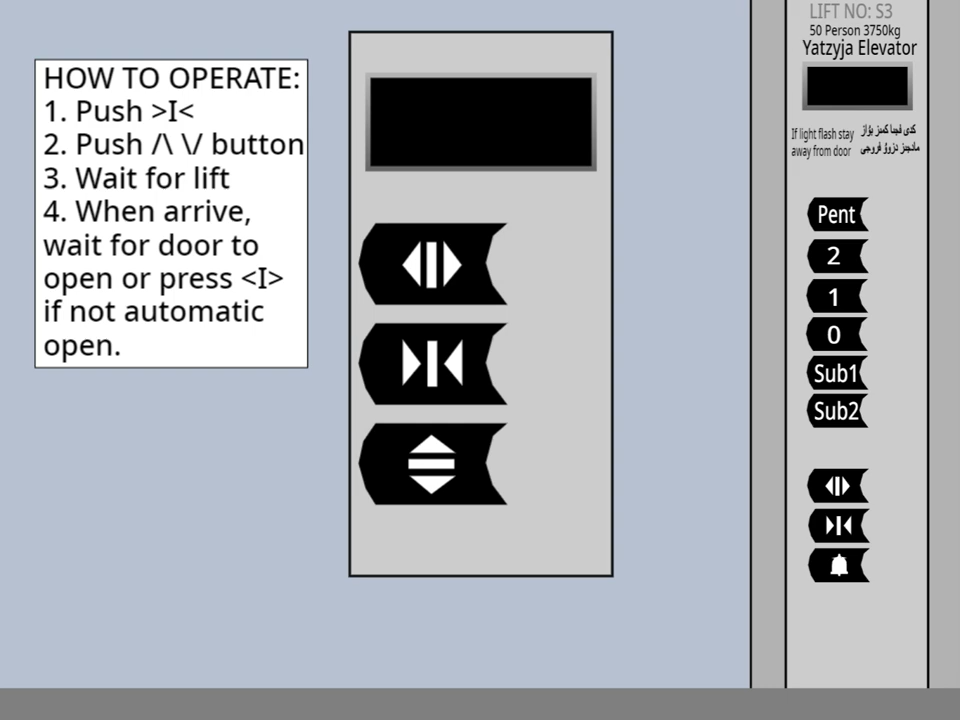 HOW TO OPERATE:
1. Push >I<
2. Push /\ \/ button
3. Wait for lift
4. When arrive,
wait for door to
open or press <I>
if not automatic
open.
LIFT NO: S3
50 Person 3750kg
Yatzyja Elevator
If light flash stay
away from door
Pent
2
1
0
Sub1
Sub2